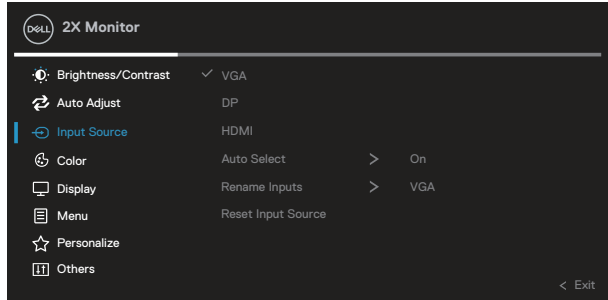 DELL 2X Monitor
Brightness/Contrast ✓ VGA
Auto Adjust DP
Input Source HDMI
Color Auto Select > On
Display Rename Inputs > VGA
Menu Reset Input Source
Personalize
Others
< Exit